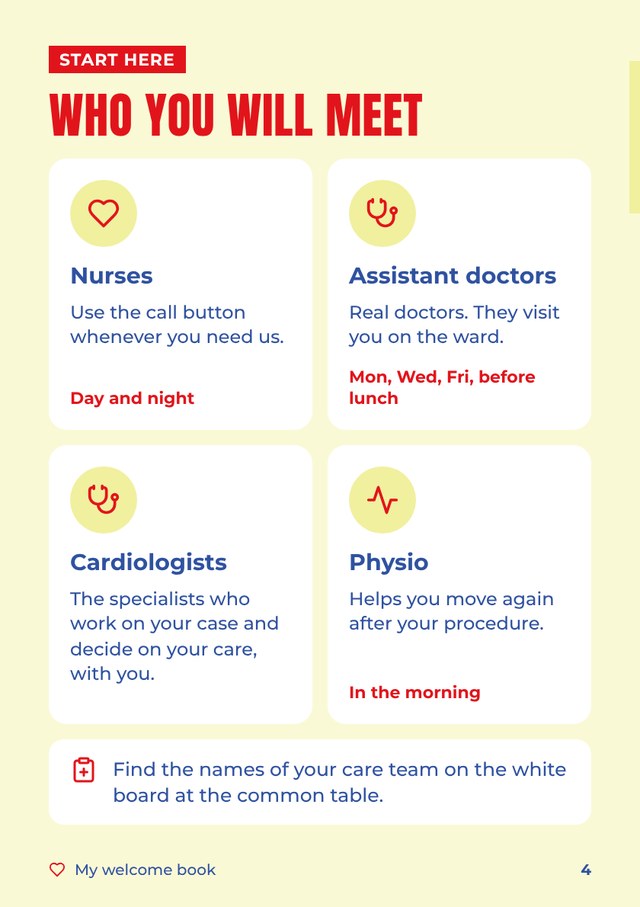 START HERE
WHO YOU WILL MEET
Nurses
Use the call button
whenever you need us.
Day and night
Assistant doctors
Real doctors. They visit
you on the ward.
Mon, Wed, Fri, before
lunch
Cardiologists
The specialists who
work on your case and
decide on your care,
with you.
Physio
Helps you move again
after your procedure.
In the morning
Find the names of your care team on the white
board at the common table.
My welcome book
4